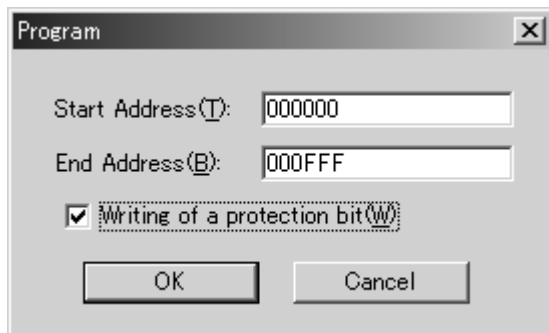 Program
Start Address(T): 000000
End Address(B): 000FFF
Writing of a protection bit(W)
OK Cancel